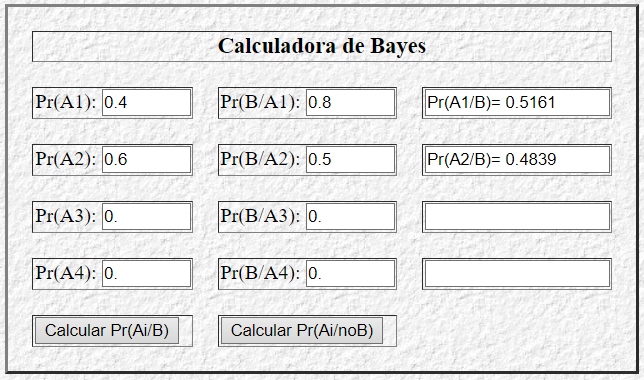 Calculadora de Bayes
Pr(A1): 0.4 Pr(B/A1): 0.8 Pr(A1/B)= 0.5161
Pr(A2): 0.6 Pr(B/A2): 0.5 Pr(A2/B)= 0.4839
Pr(A3): 0. Pr(B/A3): 0.
Pr(A4): 0. Pr(B/A4): 0.
Calcular Pr(Ai/B) Calcular Pr(Ai/noB)